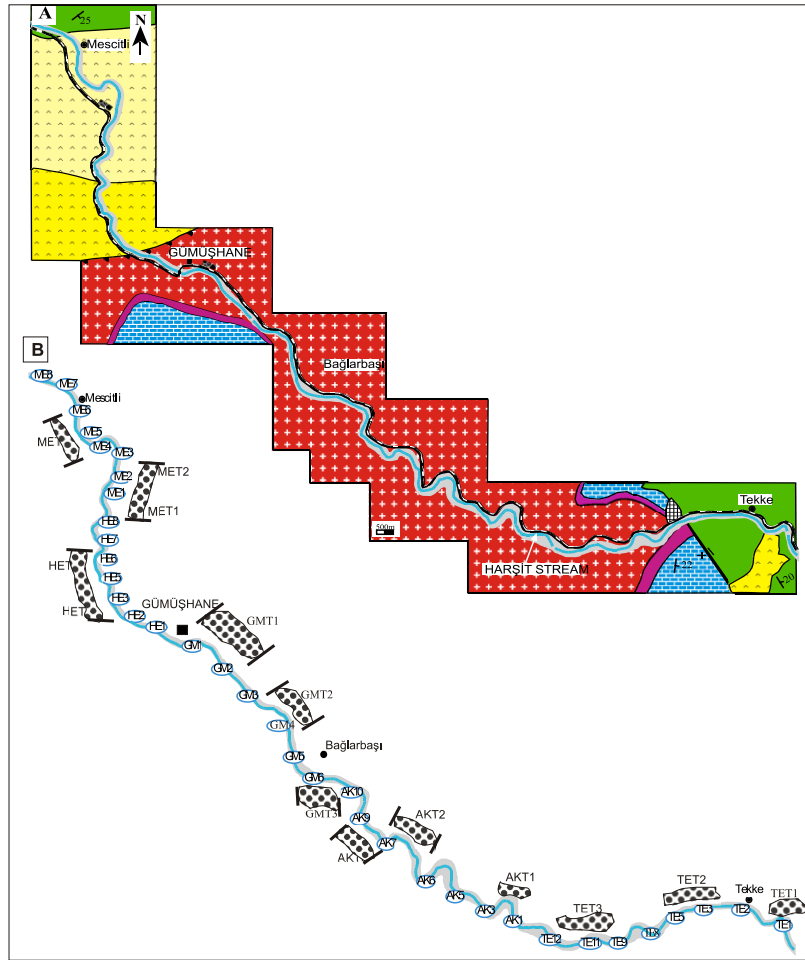 A
25
N
Mescitli
GÜMÜŞHANE
Bağlarbaşı
500m
HARŞİT STREAM
Tekke
22
20
B
ME8
ME7
Mescitli
ME6
ME5
ME4
ME3
MET
ME2
MET2
ME1
MET1
HE8
HE7
HE6
HET
HE5
HE3
HE2
GÜMÜŞHANE
HE1
GMT1
GM1
GM2
GM3
GMT2
GM4
Bağlarbaşı
GM5
GM6
AK10
GMT3
AK9
AKT2
AKT
AK7
AK6
AKT1
AK5
AK3
AK1
TET3
TET2
Tekke
TET1
TE12
TE11
TE9
TE8
TE5
TE3
TE2
TE1